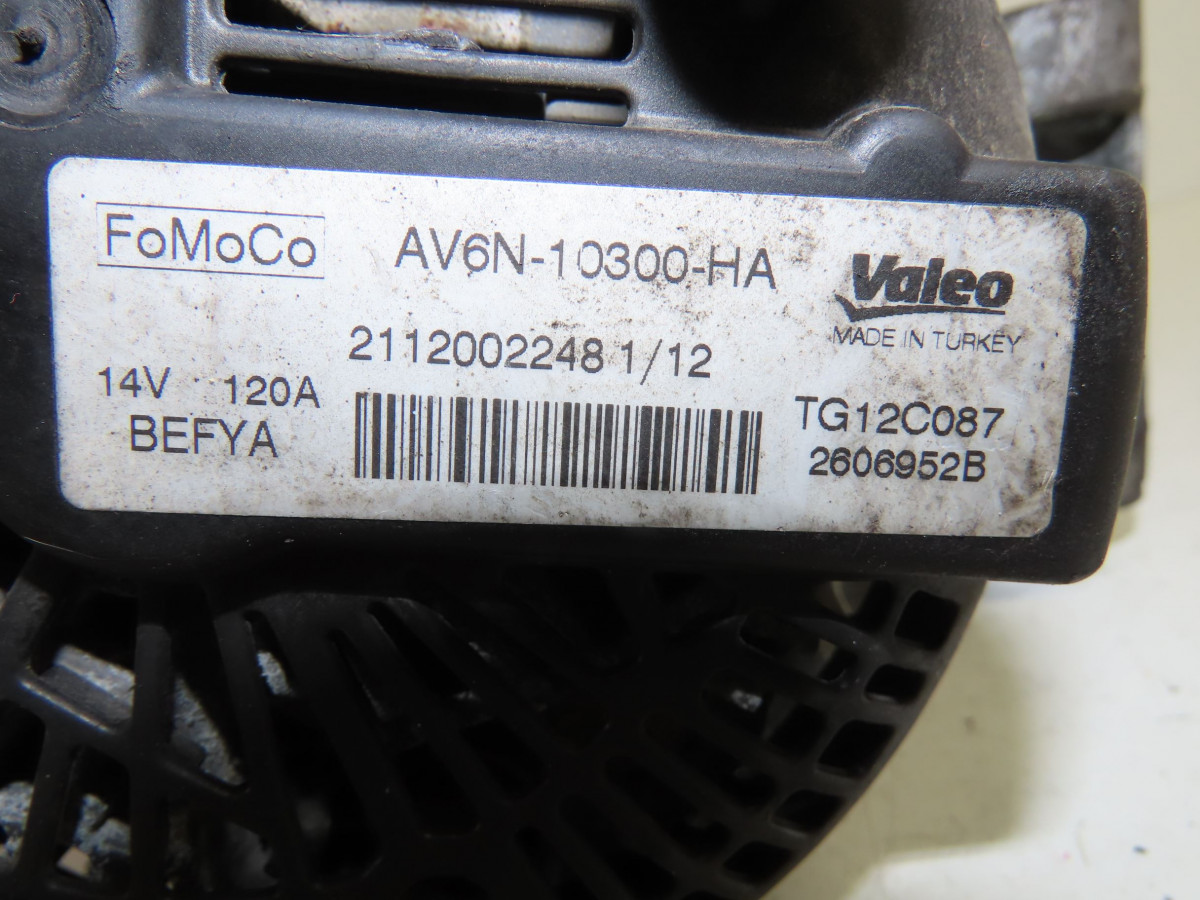 FoMoCo
AV6N-10300-HA
Valeo
MADE IN TURKEY
2112002248 1/12
14V 120A
BEFYA
TG12C087
2606952B